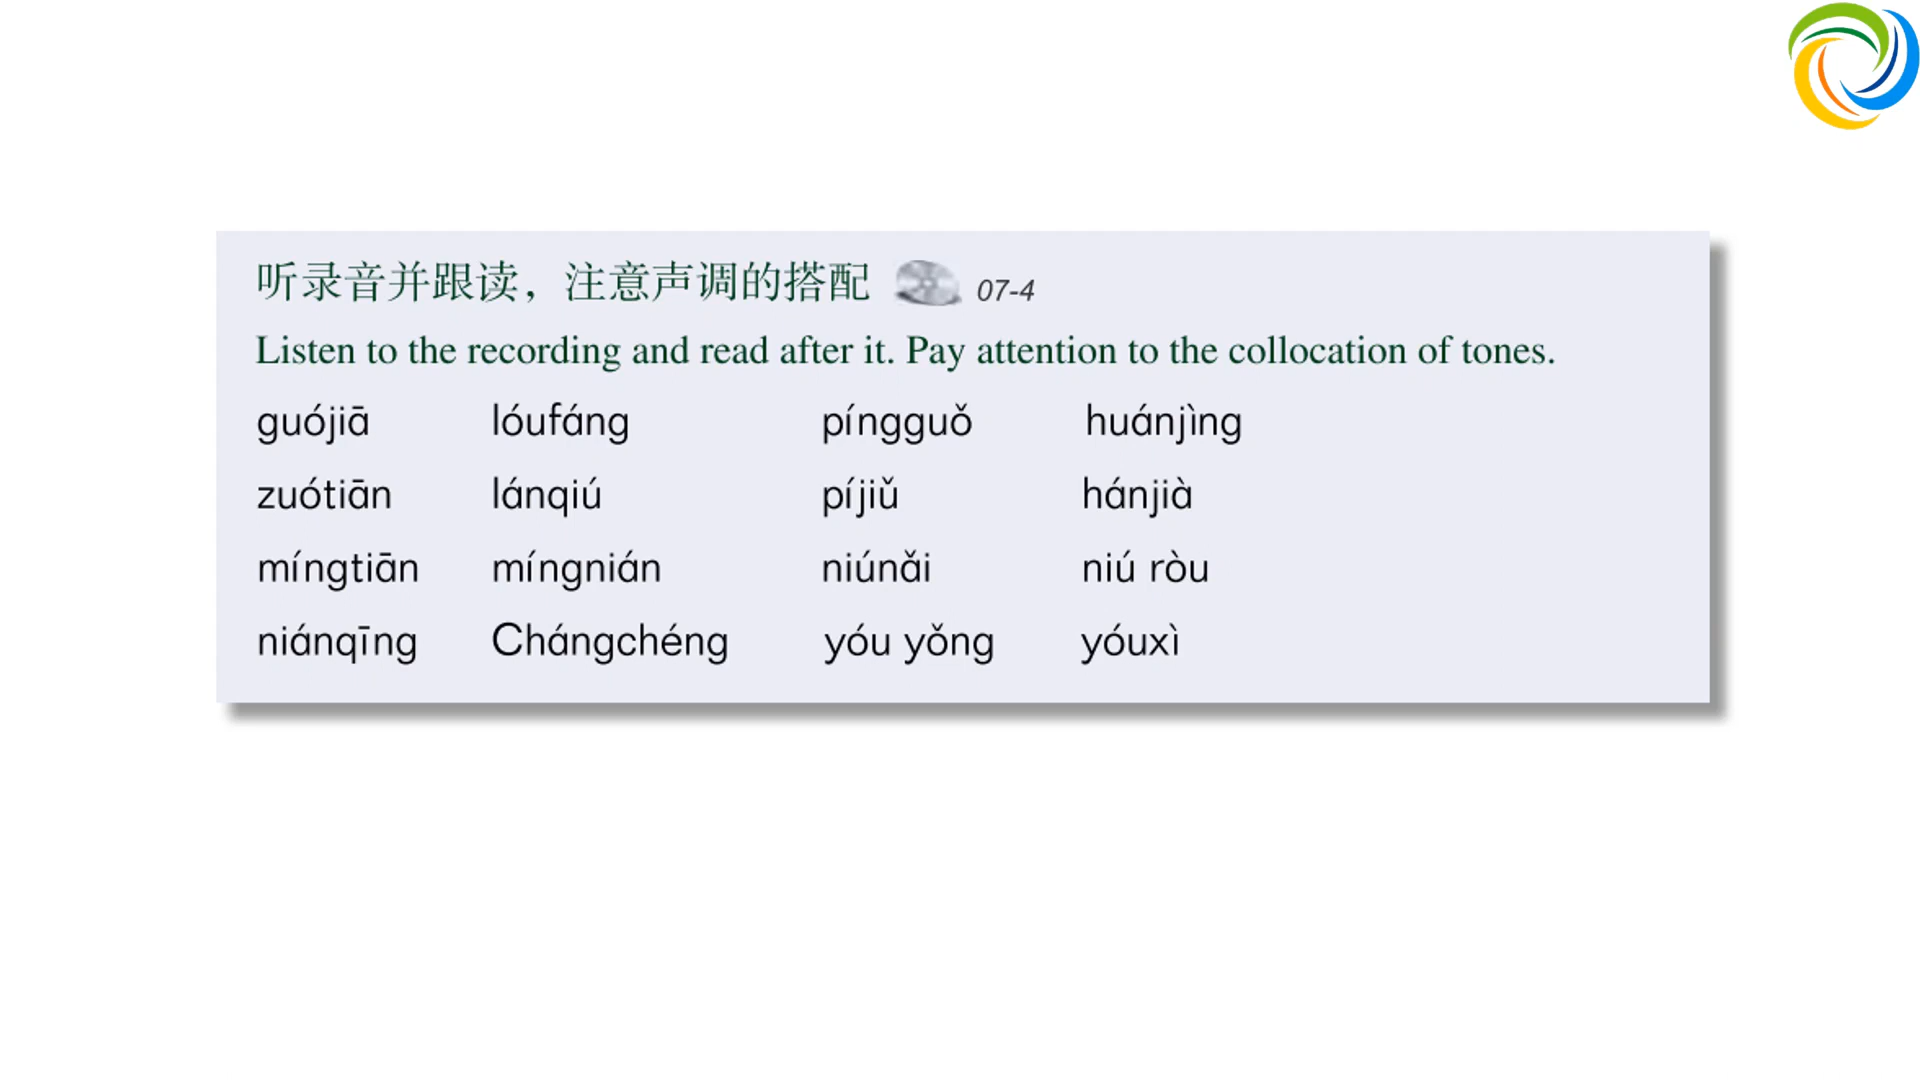 听录音并跟读，注意声调的搭配 07-4
Listen to the recording and read after it. Pay attention to the collocation of tones.
guójiā lóufáng píngguǒ huánjìng
zuótiān lánqiú píjiǔ hánjià
míngtiān míngnián niúnǎi niú ròu
niánqīng Chángchéng yóu yǒng yóuxì